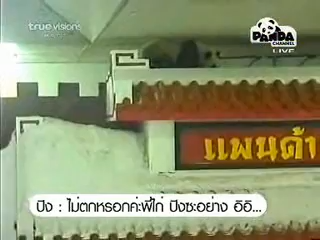 truevisions
PANDA
CHANNEL
LIVE
แพนด้า
ปิง : ไม่ตกหรอกค่ะพี่ไก่ ปิงซะอย่าง อิอิ...